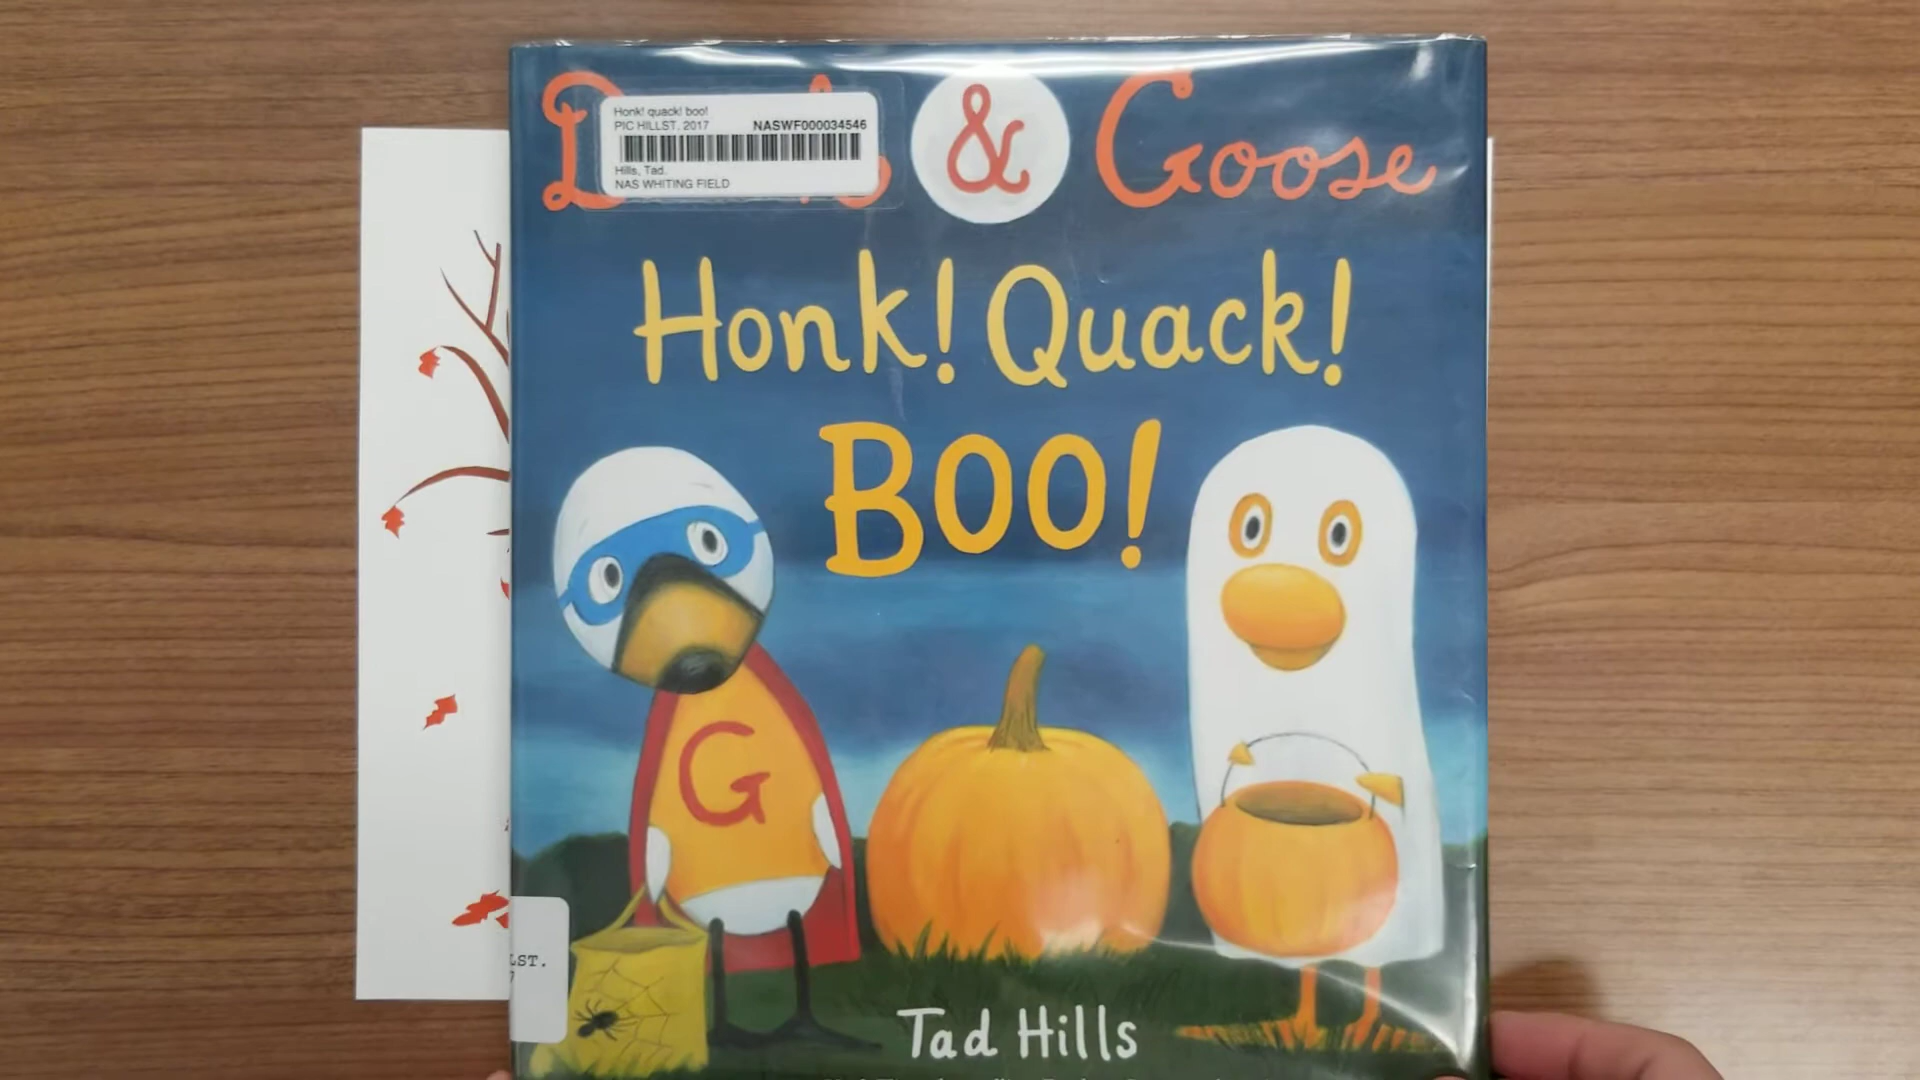 & Goose
Honk! quack! boo!
PIC HILLST. 2017 NASWF000034546
Hills, Tad.
NAS WHITING FIELD
Honk! Quack!
BOO!
G
LST.
Tad Hills